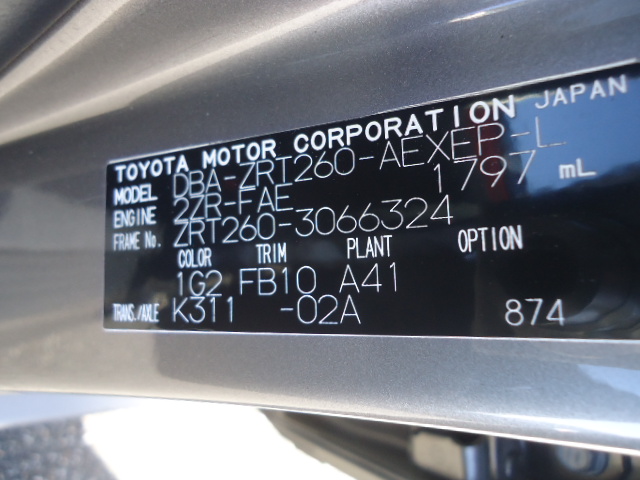 TOYOTA MOTOR CORPORATION JAPAN
MODEL DBA-ZRT260-AEXEP-L
ENGINE 2ZR-FAE 1797 mL
FRAME No. ZRT260-3066324
COLOR TRIM PLANT OPTION
1G2 FB10 A41
TRANS./AXLE K311 -02A 874